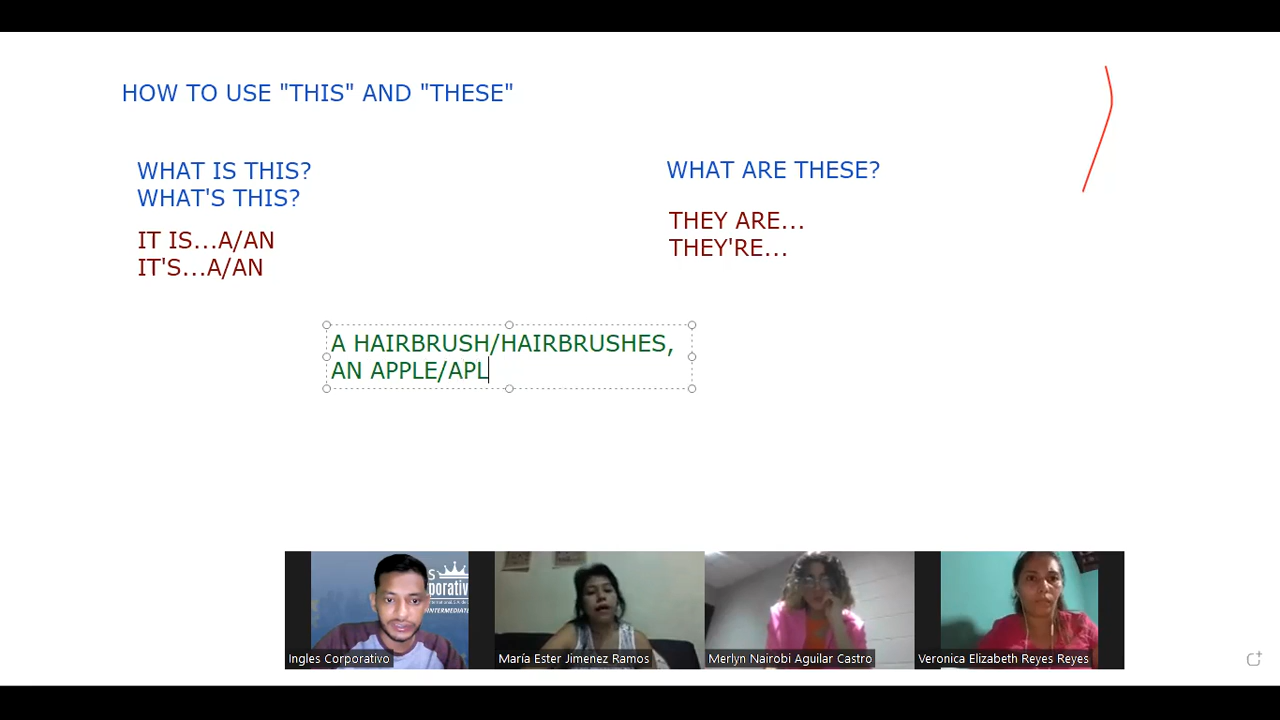 HOW TO USE "THIS" AND "THESE"
WHAT IS THIS?
WHAT'S THIS?
IT IS...A/AN
IT'S...A/AN
WHAT ARE THESE?
THEY ARE...
THEY'RE...
A HAIRBRUSH/HAIRBRUSHES,
AN APPLE/APL
Ingles Corporativo
María Ester Jimenez Ramos
Merlyn Nairobi Aguilar Castro
Veronica Elizabeth Reyes Reyes